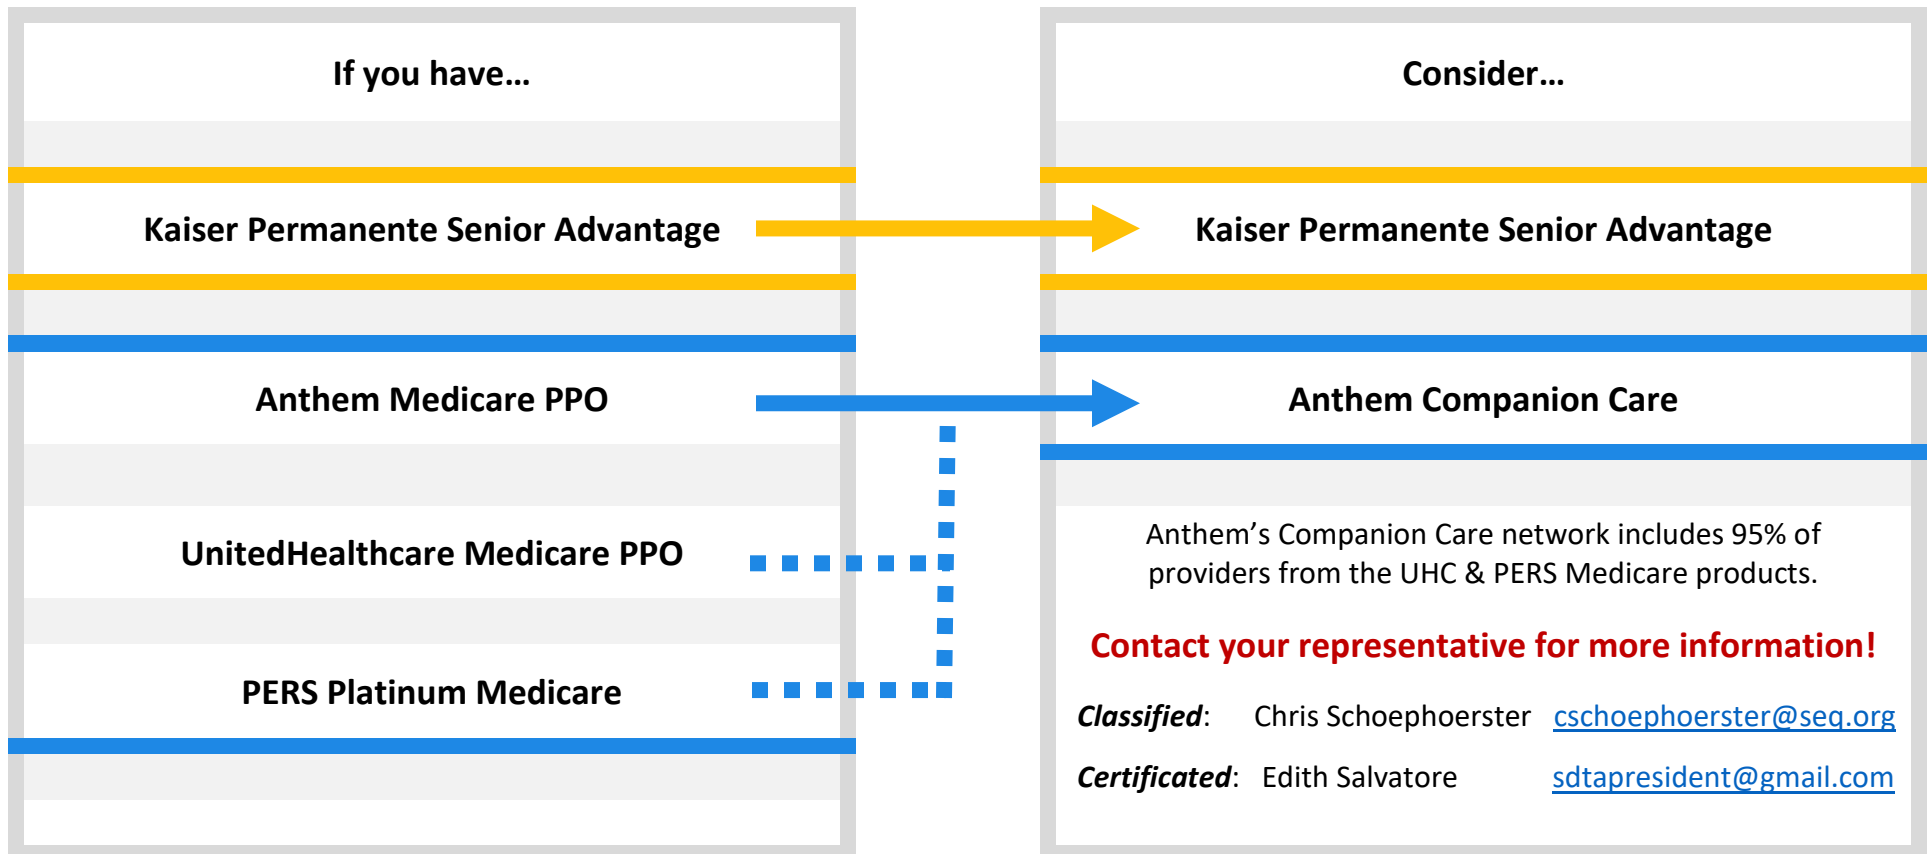 If you have…
Consider…
Kaiser Permanente Senior Advantage
Kaiser Permanente Senior Advantage
Anthem Medicare PPO
Anthem Companion Care
UnitedHealthcare Medicare PPO
PERS Platinum Medicare
Anthem’s Companion Care network includes 95% of
providers from the UHC & PERS Medicare products.
Contact your representative for more information!
Classified: Chris Schoephoerster cschoephoerster@seq.org
Certificated: Edith Salvatore sdtapresident@gmail.com